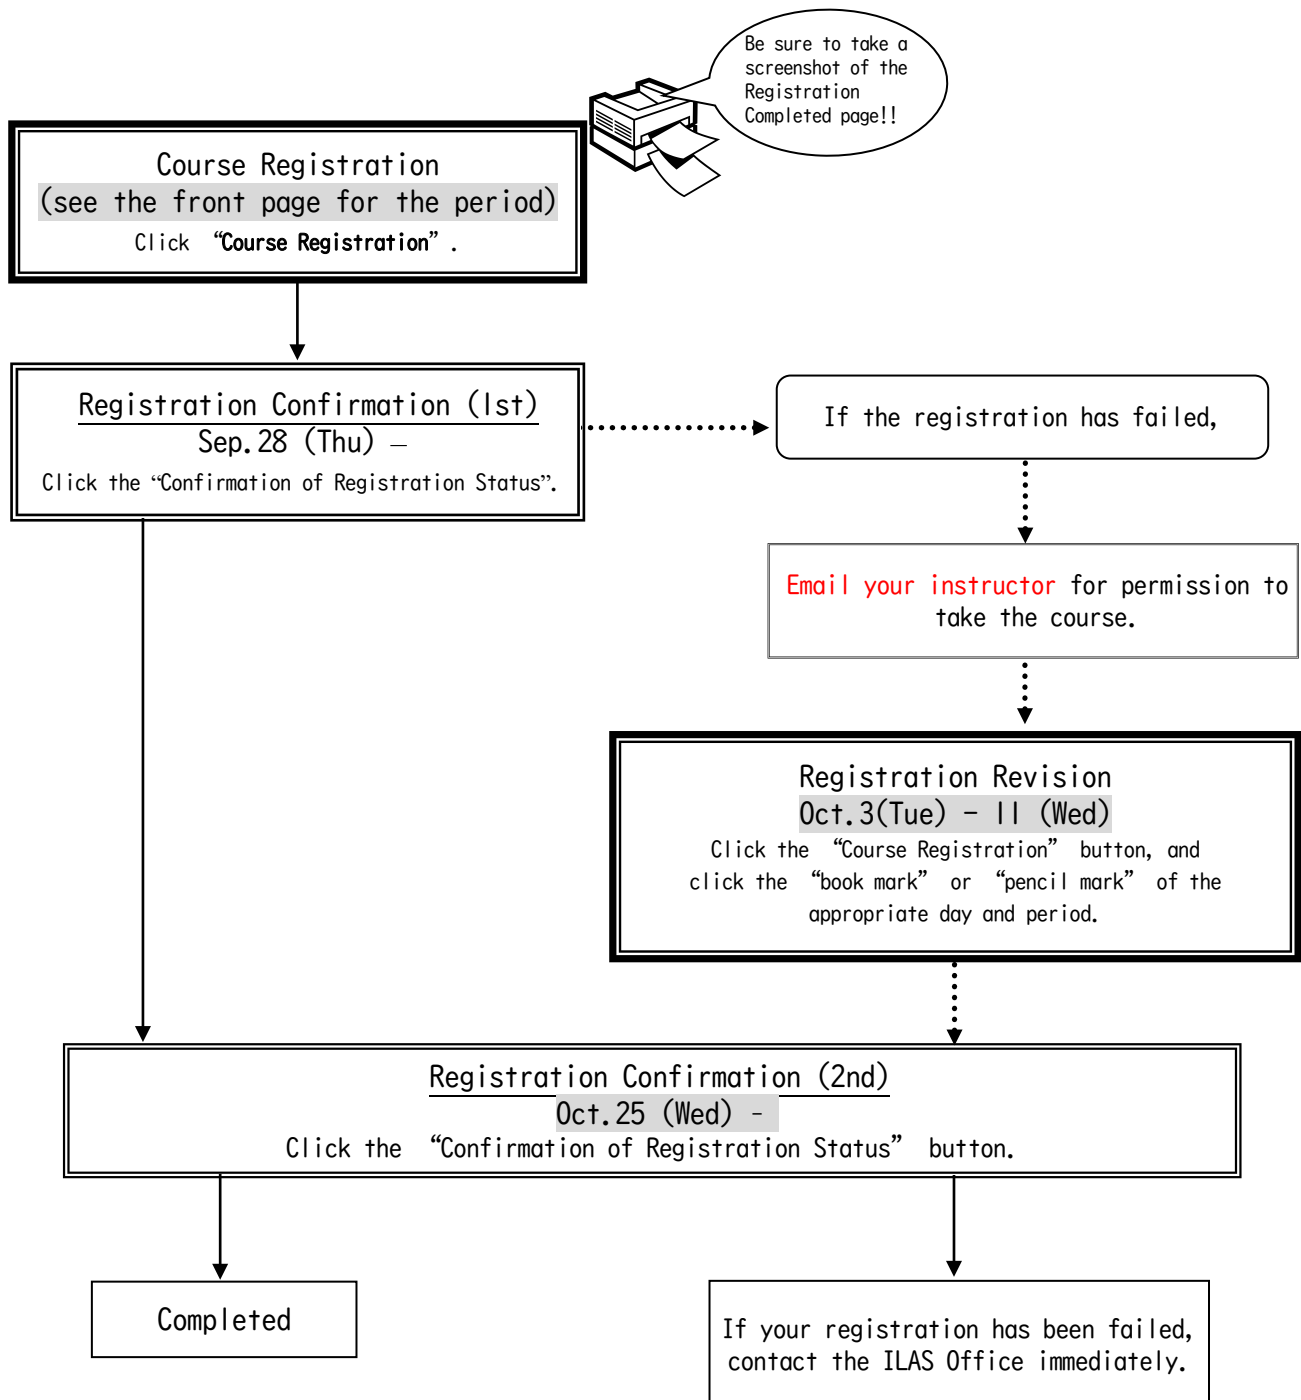 Be sure to take a
screenshot of the
Registration
Completed page!!
Course Registration
(see the front page for the period)
Click “Course Registration”.
Registration Confirmation (1st)
Sep.28 (Thu) –
Click the “Confirmation of Registration Status”.
If the registration has failed,
Email your instructor for permission to
take the course.
Registration Revision
Oct.3(Tue) – 11 (Wed)
Click the “Course Registration” button, and
click the “book mark” or “pencil mark” of the
appropriate day and period.
Registration Confirmation (2nd)
Oct.25 (Wed) -
Click the “Confirmation of Registration Status” button.
Completed
If your registration has been failed,
contact the ILAS Office immediately.